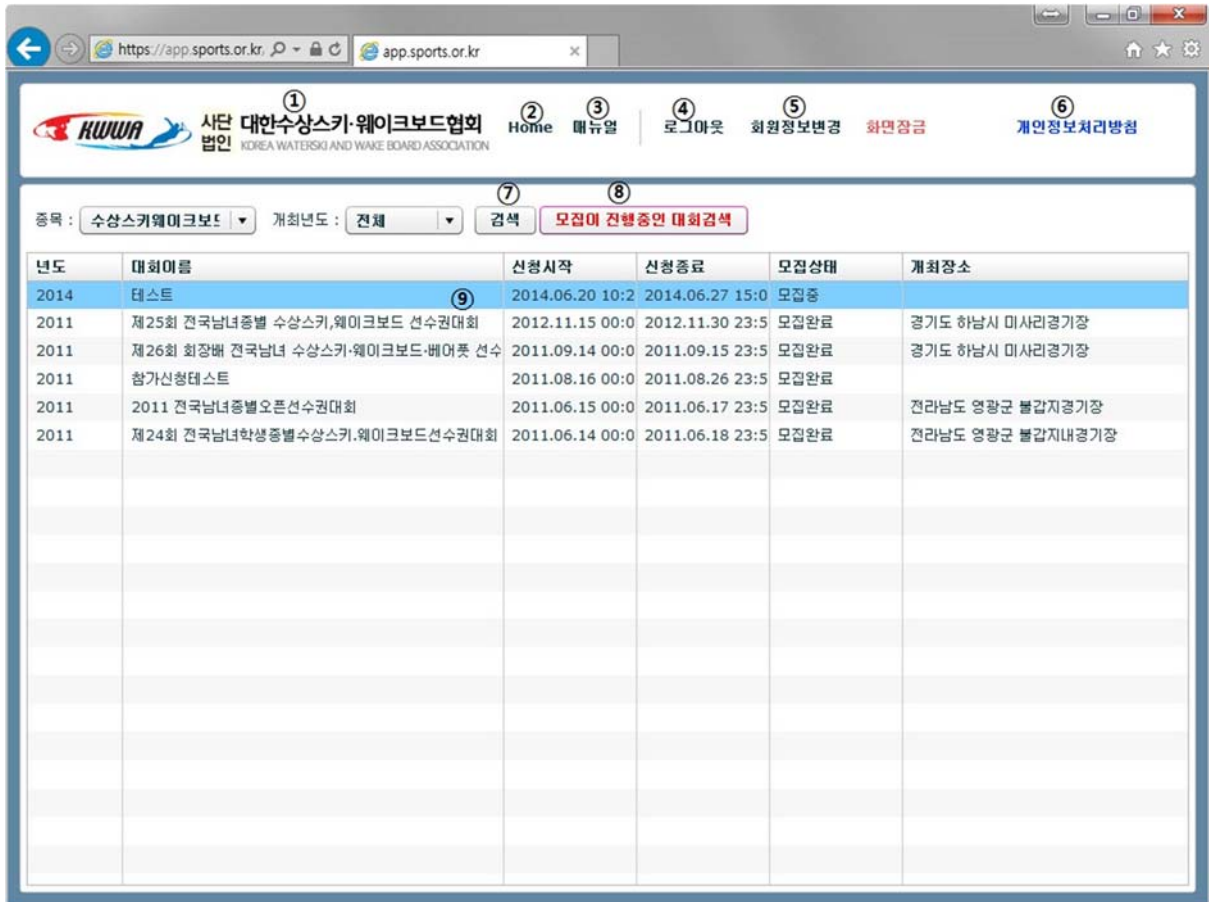 https://app.sports.or.kr, app.sports.or.kr
① ② ③ ④ ⑤ ⑥
KWWA 사단법인 대한수상스키·웨이크보드협회 Home 매뉴얼 로그아웃 회원정보변경 화면잠금 개인정보처리방침
KOREA WATERSKI AND WAKE BOARD ASSOCIATION
⑦ ⑧
종목 : 수상스키웨이크보드 개최년도 : 전체 검색 모집이 진행중인 대회검색
년도 대회이름 신청시작 신청종료 모집상태 개최장소
2014 테스트 ⑨ 2014.06.20 10:2 2014.06.27 15:0 모집중
2011 제25회 전국남녀종별 수상스키,웨이크보드 선수권대회 2012.11.15 00:0 2012.11.30 23:5 모집완료 경기도 하남시 미사리경기장
2011 제26회 회장배 전국남녀 수상스키·웨이크보드·베어풋 선수 2011.09.14 00:0 2011.09.15 23:5 모집완료 경기도 하남시 미사리경기장
2011 참가신청테스트 2011.08.16 00:0 2011.08.26 23:5 모집완료
2011 2011 전국남녀종별오픈선수권대회 2011.06.15 00:0 2011.06.17 23:5 모집완료 전라남도 영광군 불갑지경기장
2011 제24회 전국남녀학생종별수상스키.웨이크보드선수권대회 2011.06.14 00:0 2011.06.18 23:5 모집완료 전라남도 영광군 불갑지내경기장